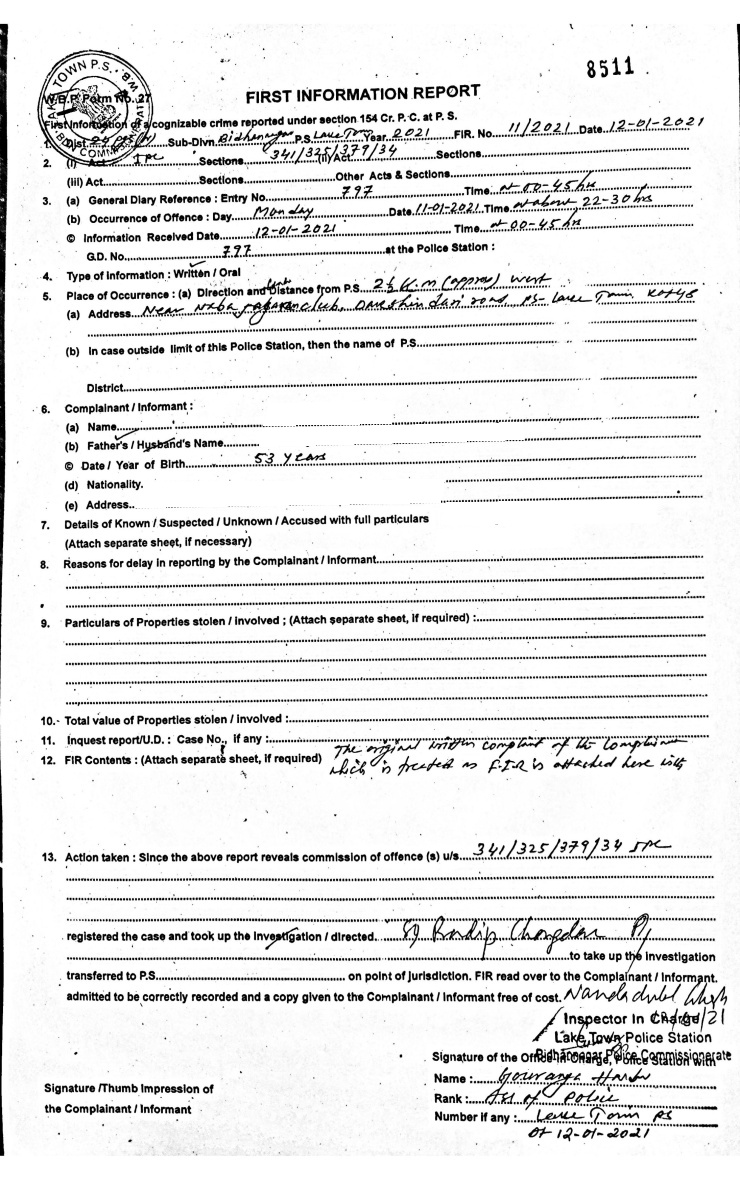 8511
LAKE TOWN P.S.
W.B.P. Form No. 27
FIRST INFORMATION REPORT
First Information of a cognizable crime reported under section 154 Cr. P. C. at P. S.
1. Dist. Sub-Divn. Bidhannagar P.S. Lake Town Year. 2021 FIR. No. 11/2021 Date. 12-01-2021
2. (i) Act IPC Sections 341/325/379/34 (ii) Act Sections
(iii) Act Sections Other Acts & Sections
3. (a) General Diary Reference : Entry No. 797 Time. at 00-45 hrs
(b) Occurrence of Offence : Day. Monday Date. 11-01-2021 Time. at about 22-30 hrs
© Information Received Date. 12-01-2021 Time. at 00-45 hrs
G.D. No. 797 at the Police Station :
4. Type of Information : Written / Oral
5. Place of Occurrence : (a) Direction and Distance from P.S. 2½ K.m (approx) west
(a) Address. Near club, Dakshindari road PS- Lake Town, Kol-48
(b) In case outside limit of this Police Station, then the name of P.S.
District
6. Complainant / Informant :
(a) Name
(b) Father's / Husband's Name
© Date / Year of Birth 53 Years
(d) Nationality.
(e) Address..
7. Details of Known / Suspected / Unknown / Accused with full particulars
(Attach separate sheet, if necessary)
8. Reasons for delay in reporting by the Complainant / Informant
9. Particulars of Properties stolen / involved ; (Attach separate sheet, if required) :
10.- Total value of Properties stolen / involved :
11. Inquest report/U.D. : Case No., if any :
12. FIR Contents : (Attach separate sheet, if required) The original written complaint of the complainant
which is treated as F.I.R is attached here with
13. Action taken : Since the above report reveals commission of offence (s) u/s. 341/325/379/34 IPC
registered the case and took up the Investigation / directed. to take up the investigation
transferred to P.S. on point of jurisdiction. FIR read over to the Complainant / Informant.
admitted to be correctly recorded and a copy given to the Complainant / Informant free of cost.
Inspector In Charge
Lake Town Police Station
Bidhannagar Police Commissionerate
Signature of the Office-in-Charge, Police Station with
Name : Gouranga
Rank : of Police
Number if any : Lake Town PS
Dt 12-01-2021
Signature /Thumb Impression of
the Complainant / Informant